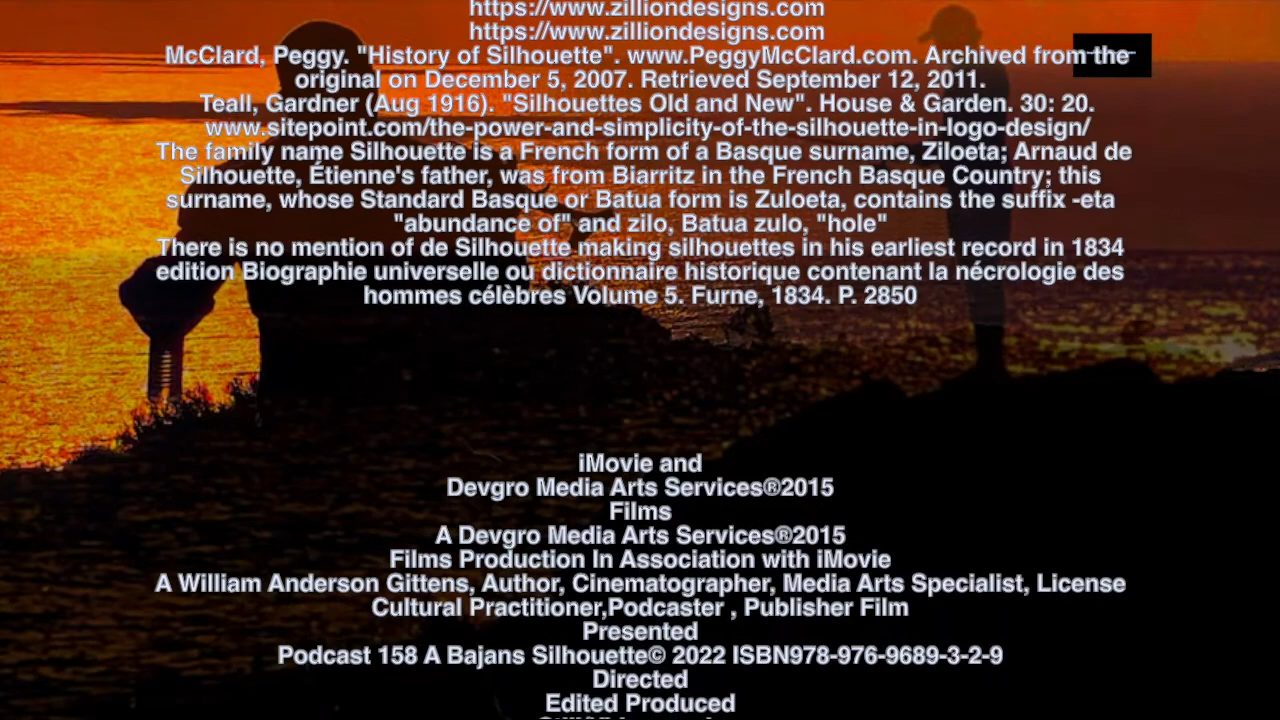 https://www.zilliondesigns.com
https://www.zilliondesigns.com
McClard, Peggy. "History of Silhouette". www.PeggyMcClard.com. Archived from the
original on December 5, 2007. Retrieved September 12, 2011.
Teall, Gardner (Aug 1916). "Silhouettes Old and New". House & Garden. 30: 20.
www.sitepoint.com/the-power-and-simplicity-of-the-silhouette-in-logo-design/
The family name Silhouette is a French form of a Basque surname, Ziloeta; Arnaud de
Silhouette, Étienne's father, was from Biarritz in the French Basque Country; this
surname, whose Standard Basque or Batua form is Zuloeta, contains the suffix -eta
"abundance of" and zilo, Batua zulo, "hole"
There is no mention of de Silhouette making silhouettes in his earliest record in 1834
edition Biographie universelle ou dictionnaire historique contenant la nécrologie des
hommes célèbres Volume 5. Furne, 1834. P. 2850
iMovie and
Devgro Media Arts Services®2015
Films
A Devgro Media Arts Services®2015
Films Production In Association with iMovie
A William Anderson Gittens, Author, Cinematographer, Media Arts Specialist, License
Cultural Practitioner,Podcaster , Publisher Film
Presented
Podcast 158 A Bajans Silhouette© 2022 ISBN978-976-9689-3-2-9
Directed
Edited Produced